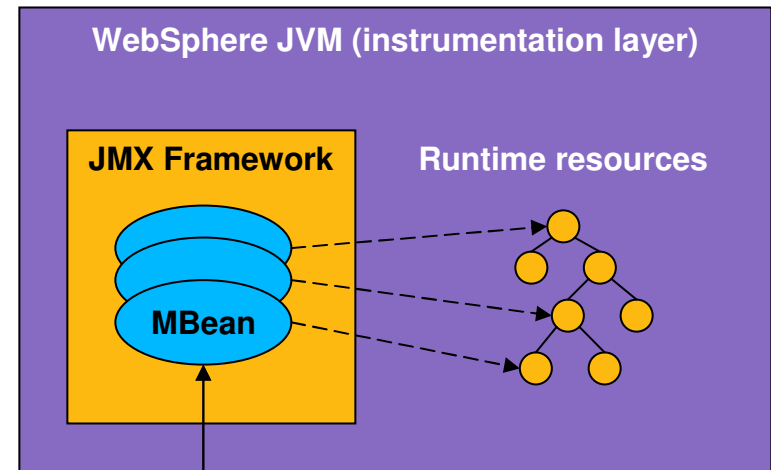 WebSphere JVM (instrumentation layer)
JMX Framework
Runtime resources
MBean